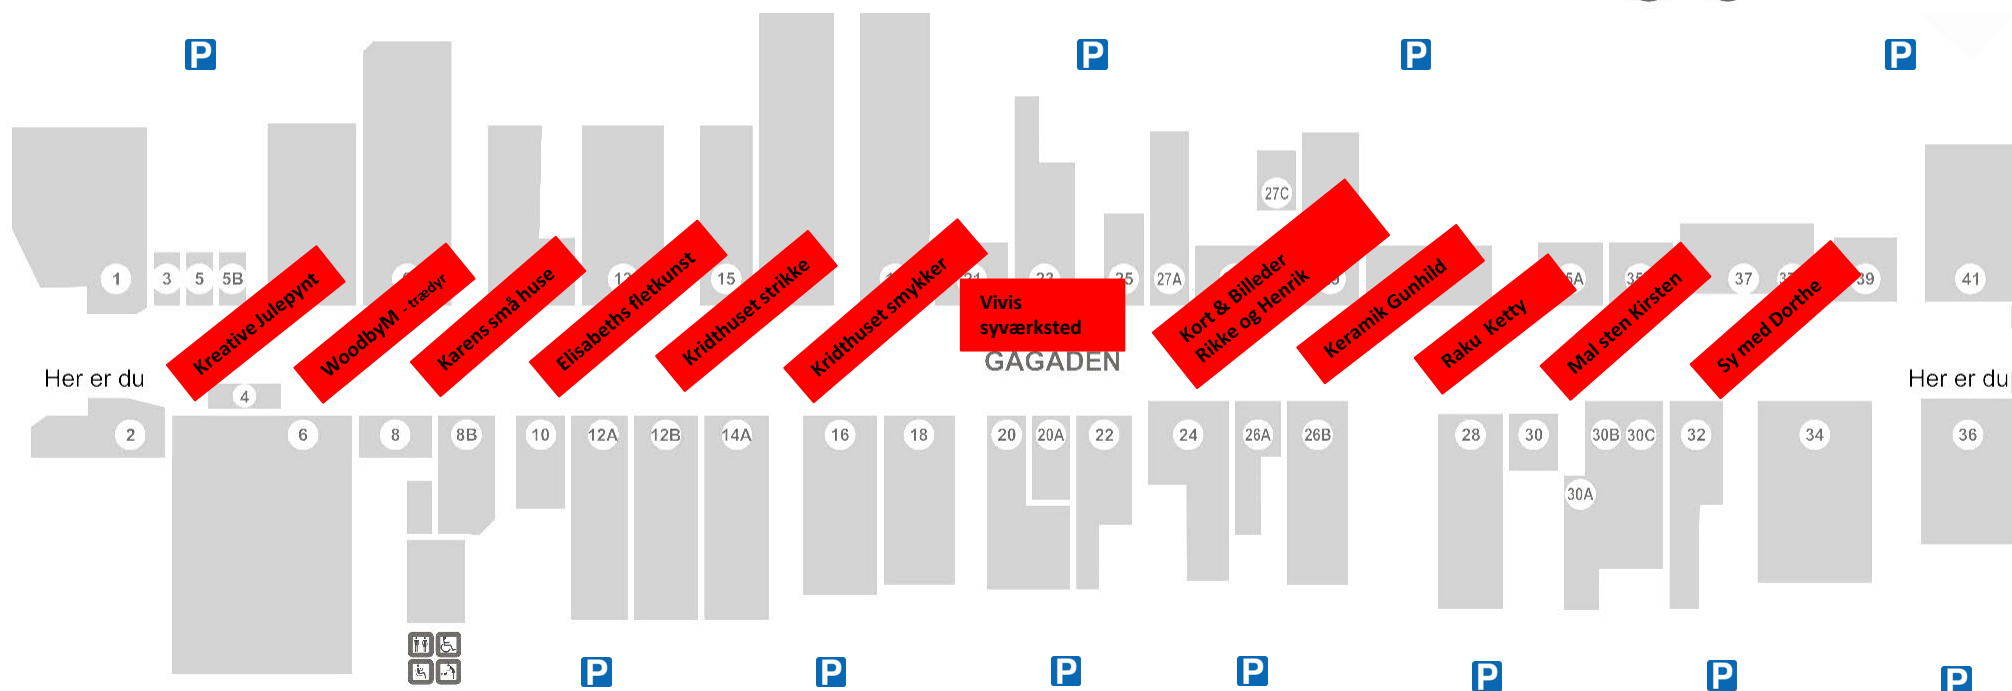 P
P
P
P
27C
1
3
5
5B
15
25
27A
37
39
41
Kreative Julepynt
WoodbyM - trædyr
Karens små huse
Elisabeths fletkunst
Kridthuset strikke
Kridthuset smykker
Vivis
syværksted
Kort & Billeder
Rikke og Henrik
Keramik Gunhild
Raku Ketty
Mal sten Kirsten
Sy med Dorthe
GAGADEN
Her er du
Her er du
4
2
6
8
8B
10
12A
12B
14A
16
18
20
20A
22
24
26A
26B
28
30
30B
30C
32
34
36
30A
P
P
P
P
P
P
P